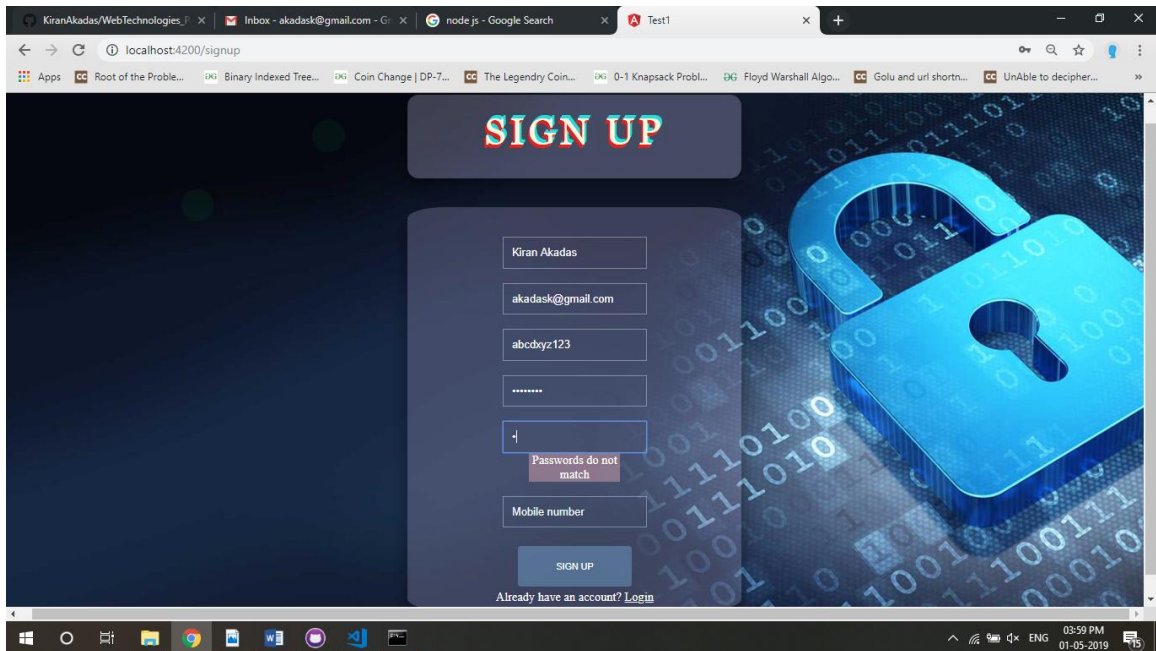 KiranAkadas/WebTechnologies_P
Inbox - akadask@gmail.com - Gm
node js - Google Search
Test1
localhost:4200/signup
Apps
Root of the Proble...
Binary Indexed Tree...
Coin Change | DP-7...
The Legendry Coin...
0-1 Knapsack Probl...
Floyd Warshall Algo...
Golu and url shortn...
UnAble to decipher...
SIGN UP
Kiran Akadas
akadask@gmail.com
abcdxyz123
Passwords do not
match
Mobile number
SIGN UP
Already have an account? Login
ENG
03:59 PM
01-05-2019
15